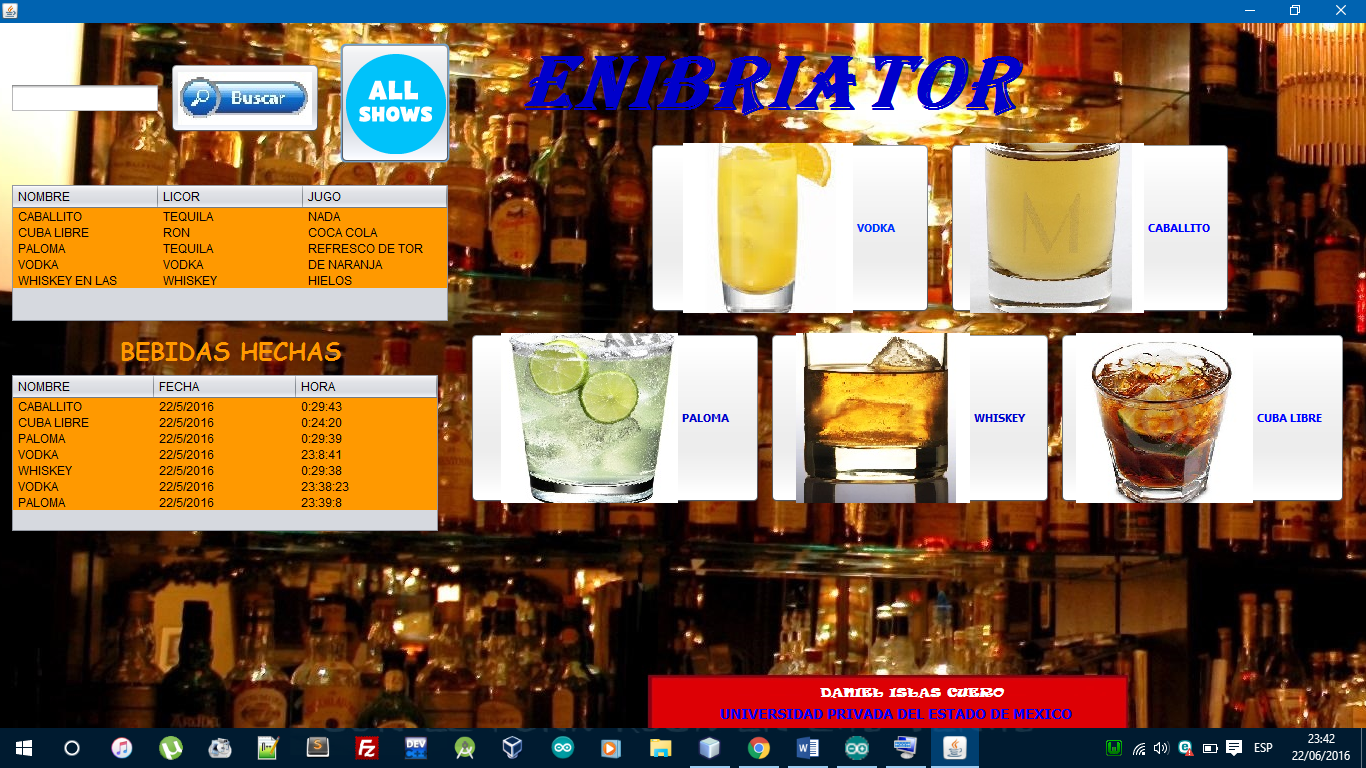 ENIBRIATOR
Buscar
ALL
SHOWS
NOMBRE LICOR JUGO
CABALLITO TEQUILA NADA
CUBA LIBRE RON COCA COLA
PALOMA TEQUILA REFRESCO DE TOR
VODKA VODKA DE NARANJA
WHISKEY EN LAS WHISKEY HIELOS
BEBIDAS HECHAS
NOMBRE FECHA HORA
CABALLITO 22/5/2016 0:29:43
CUBA LIBRE 22/5/2016 0:24:20
PALOMA 22/5/2016 0:29:39
VODKA 22/5/2016 23:8:41
WHISKEY 22/5/2016 0:29:38
VODKA 22/5/2016 23:38:23
PALOMA 22/5/2016 23:39:8
VODKA
CABALLITO
M
PALOMA
WHISKEY
CUBA LIBRE
DANIEL ISLAS CUERO
UNIVERSIDAD PRIVADA DEL ESTADO DE MEXICO
DEV
C++
W
ESP
23:42
22/06/2016